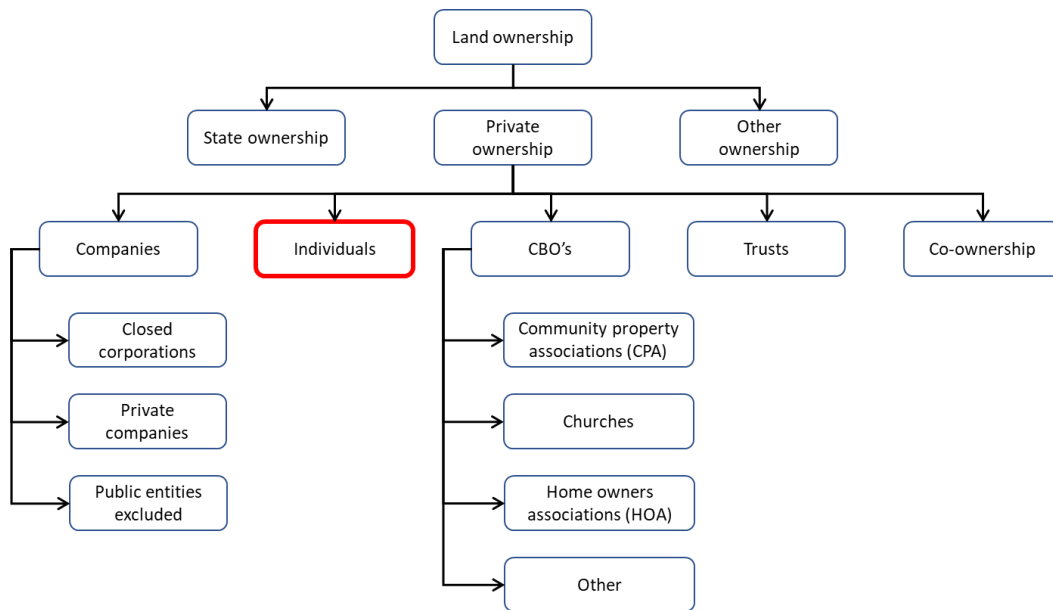 Land ownership
State ownership
Private
ownership
Other
ownership
Companies
Individuals
CBO's
Trusts
Co-ownership
Closed
corporations
Private
companies
Public entities
excluded
Community property
associations (CPA)
Churches
Home owners
associations (HOA)
Other